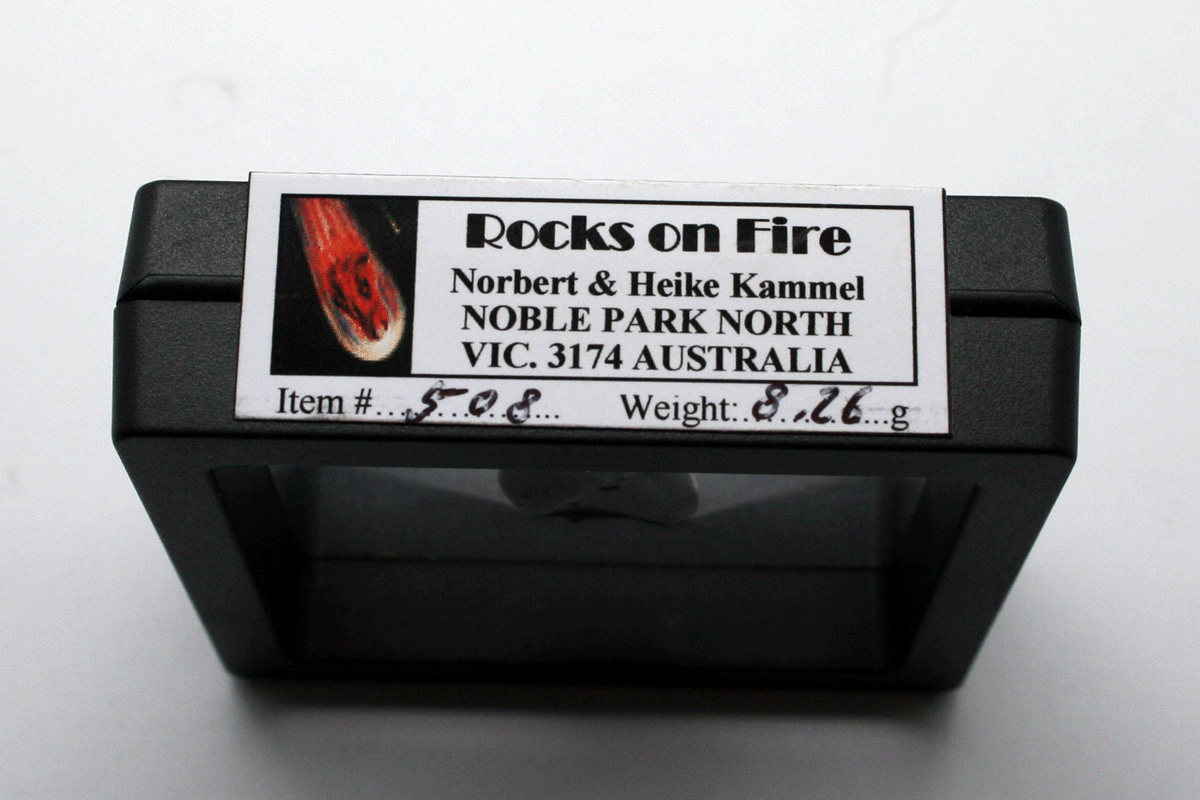 Rocks on Fire
Norbert & Heike Kammel
NOBLE PARK NORTH
VIC. 3174 AUSTRALIA
Item #...508... Weight:.8.26...g